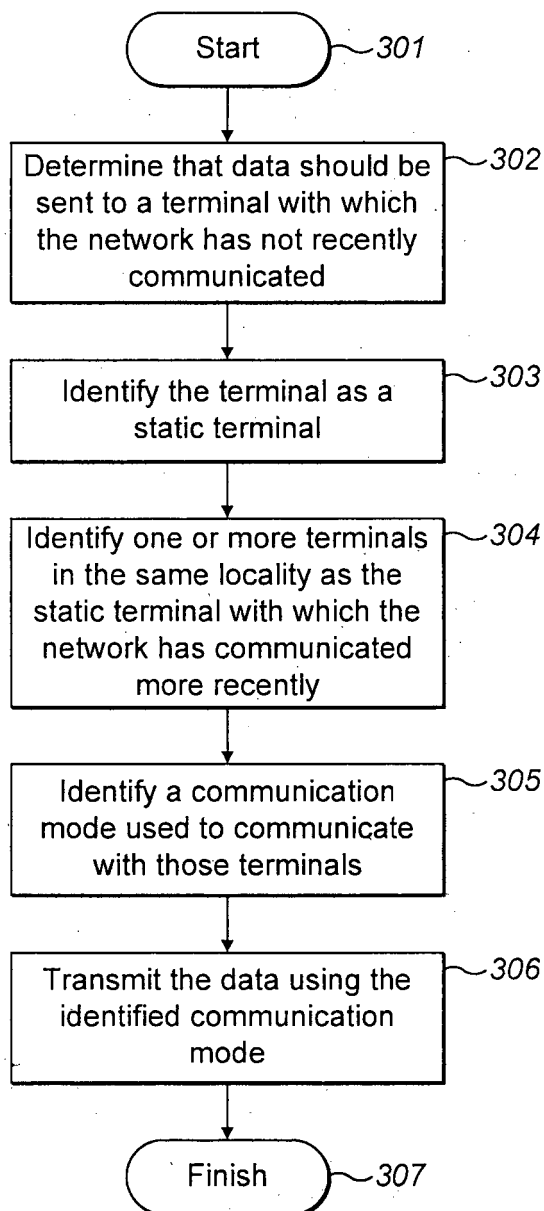 Start
301
Determine that data should be
sent to a terminal with which
the network has not recently
communicated
302
Identify the terminal as a
static terminal
303
Identify one or more terminals
in the same locality as the
static terminal with which the
network has communicated
more recently
304
Identify a communication
mode used to communicate
with those terminals
305
Transmit the data using the
identified communication
mode
306
Finish
307